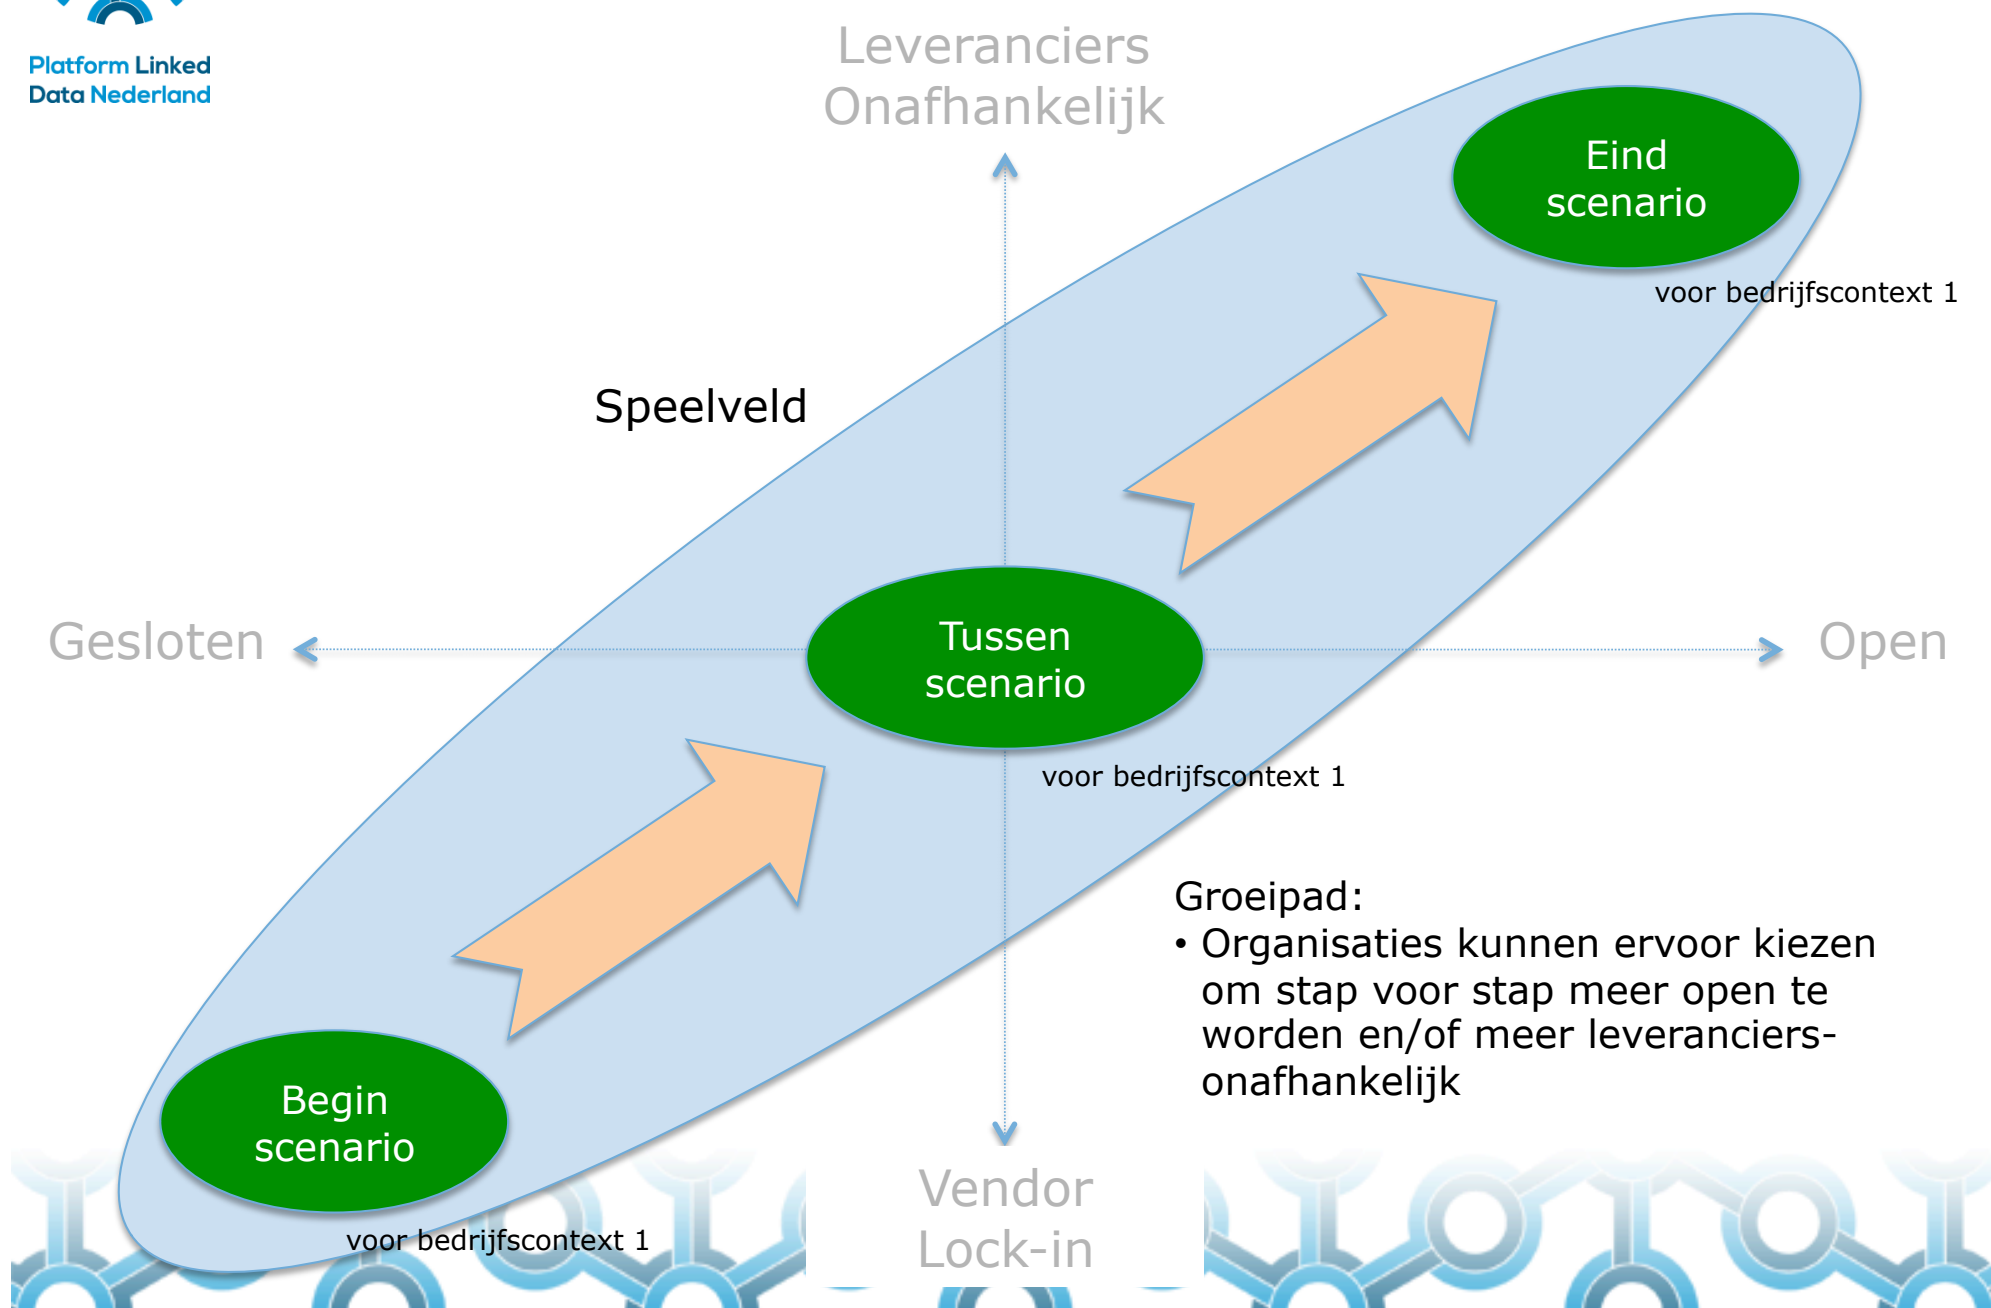 Platform Linked
Data Nederland
Leveranciers
Onafhankelijk
Eind
scenario
voor bedrijfscontext 1
Speelveld
Gesloten
Tussen
scenario
Open
voor bedrijfscontext 1
Groeipad:
• Organisaties kunnen ervoor kiezen
om stap voor stap meer open te
worden en/of meer leveranciers-
onafhankelijk
Begin
scenario
voor bedrijfscontext 1
Vendor
Lock-in